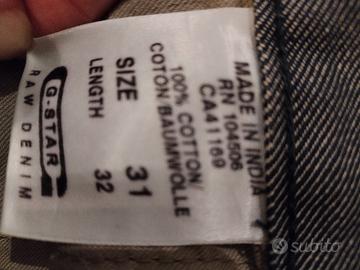 G-STAR
RAW DENIM
SIZE 31
LENGTH 32
100% COTTON/
COTON/BAUMWOLLE
MADE IN INDIA
RN 104506
CA41169
subito